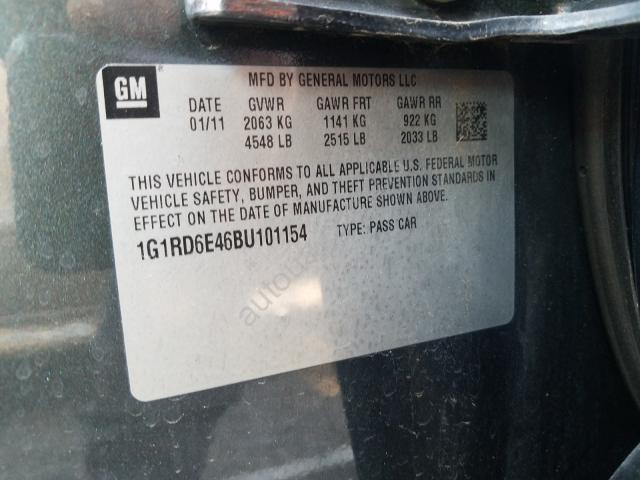 GM
MFD BY GENERAL MOTORS LLC
DATE GVWR GAWR FRT GAWR RR
01/11 2063 KG 1141 KG 922 KG
4548 LB 2515 LB 2033 LB
THIS VEHICLE CONFORMS TO ALL APPLICABLE U.S. FEDERAL MOTOR
VEHICLE SAFETY, BUMPER, AND THEFT PREVENTION STANDARDS IN
EFFECT ON THE DATE OF MANUFACTURE SHOWN ABOVE.
1G1RD6E46BU101154 TYPE: PASS CAR